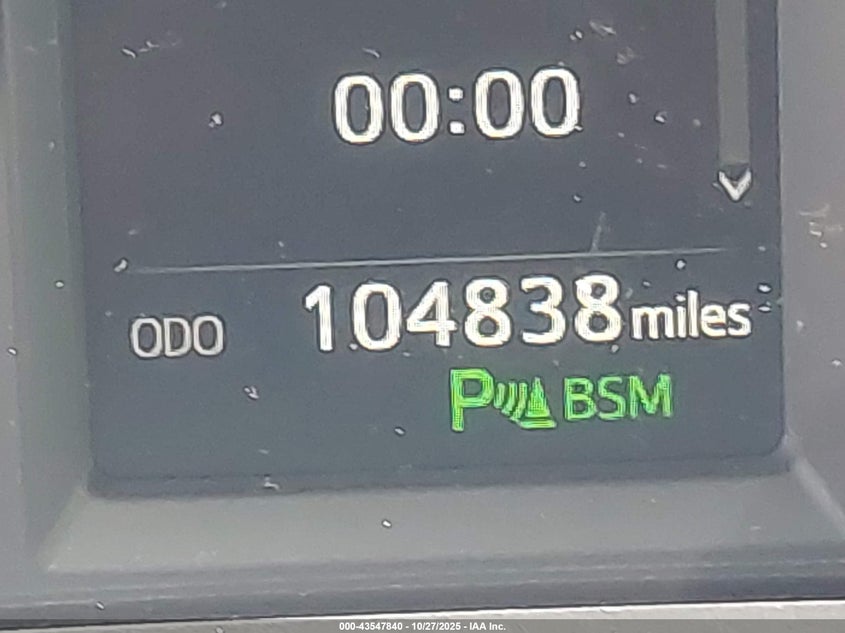 00:00
ODO 104838 miles
P BSM
000-43547840 - 10/27/2025 - IAA Inc.